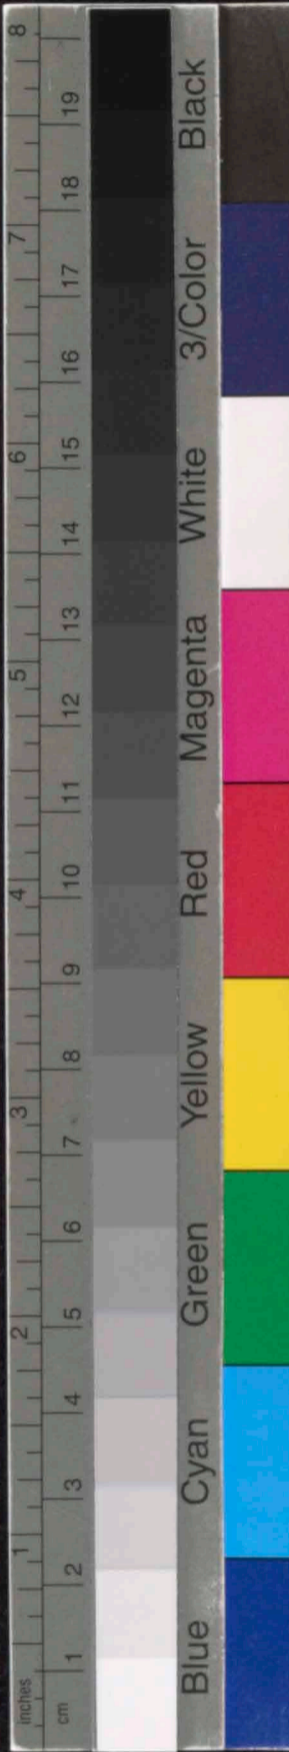 inches 1 2 3 4 5 6 7 8
cm 1 2 3 4 5 6 7 8 9 10 11 12 13 14 15 16 17 18 19
Blue Cyan Green Yellow Red Magenta White 3/Color Black